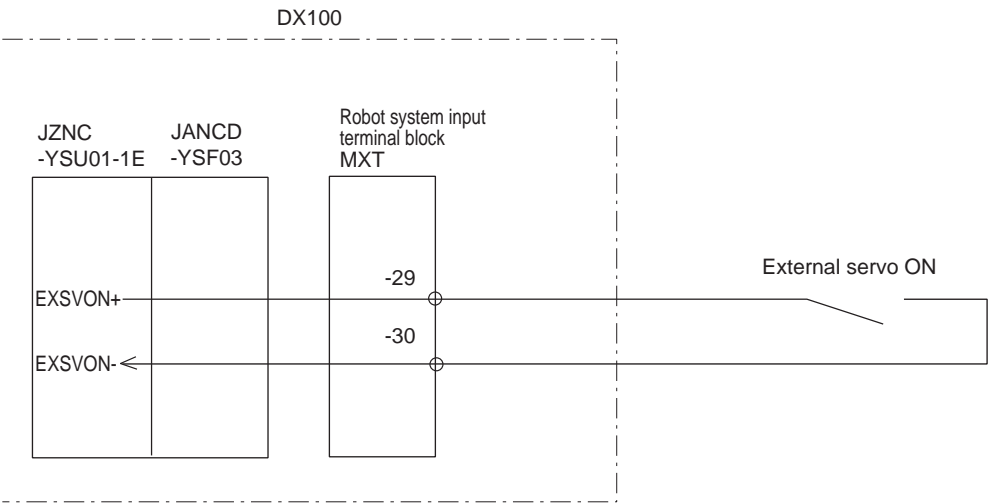 DX100
JZNC
-YSU01-1E
JANCD
-YSF03
Robot system input
terminal block
MXT
-29
External servo ON
EXSVON+
-30
EXSVON-